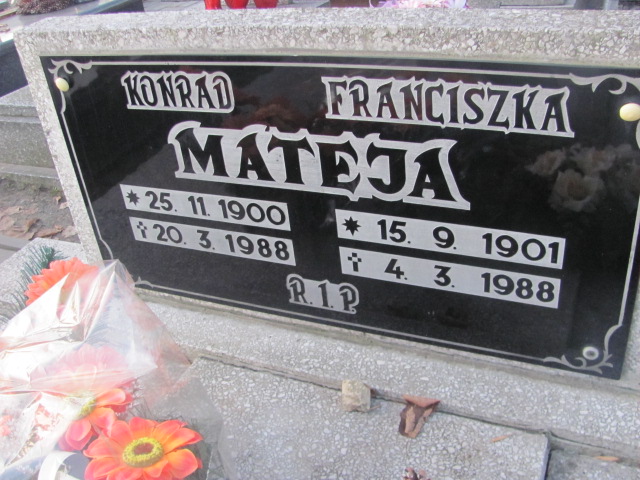 KONRAD FRANCISZKA
MATEJA
* 25. 11. 1900 * 15. 9. 1901
† 20. 3. 1988 † 4. 3. 1988
R.I.P.